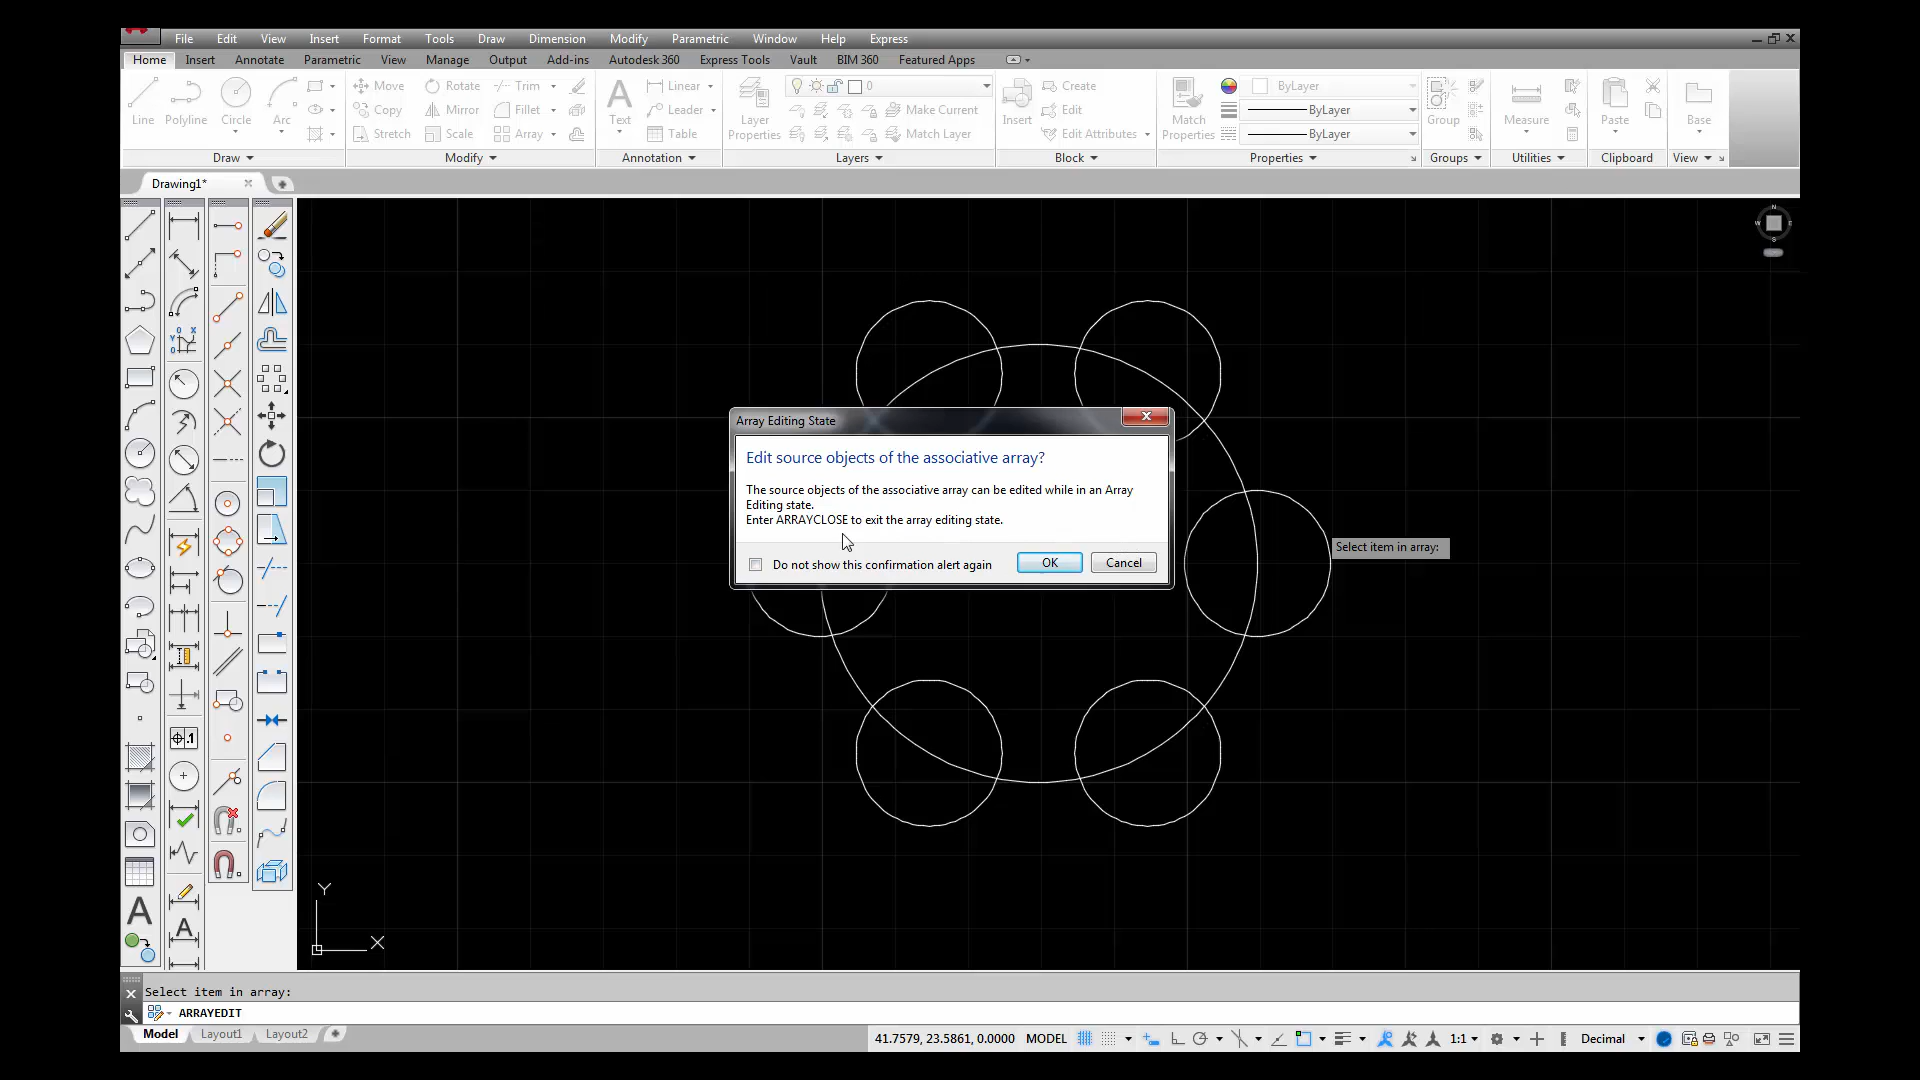 File Edit View Insert Format Tools Draw Dimension Modify Parametric Window Help Express
Home Insert Annotate Parametric View Manage Output Add-ins Autodesk 360 Express Tools Vault BIM 360 Featured Apps
Move Rotate Trim Linear 0 Create ByLayer
Copy Mirror Fillet Leader Make Current Edit ByLayer
Line Polyline Circle Arc Text Layer Properties Insert Match Properties Group Measure Paste Base
Stretch Scale Array Table Match Layer Edit Attributes ByLayer
Draw Modify Annotation Layers Block Properties Groups Utilities Clipboard View
Drawing1*
N
W
S
Array Editing State
Edit source objects of the associative array?
The source objects of the associative array can be edited while in an Array
Editing state.
Enter ARRAYCLOSE to exit the array editing state.
Do not show this confirmation alert again OK Cancel
Select item in array:
Y
X
A
A
.1
Select item in array:
ARRAYEDIT
Model Layout1 Layout2
41.7579, 23.5861, 0.0000 MODEL 1:1 Decimal